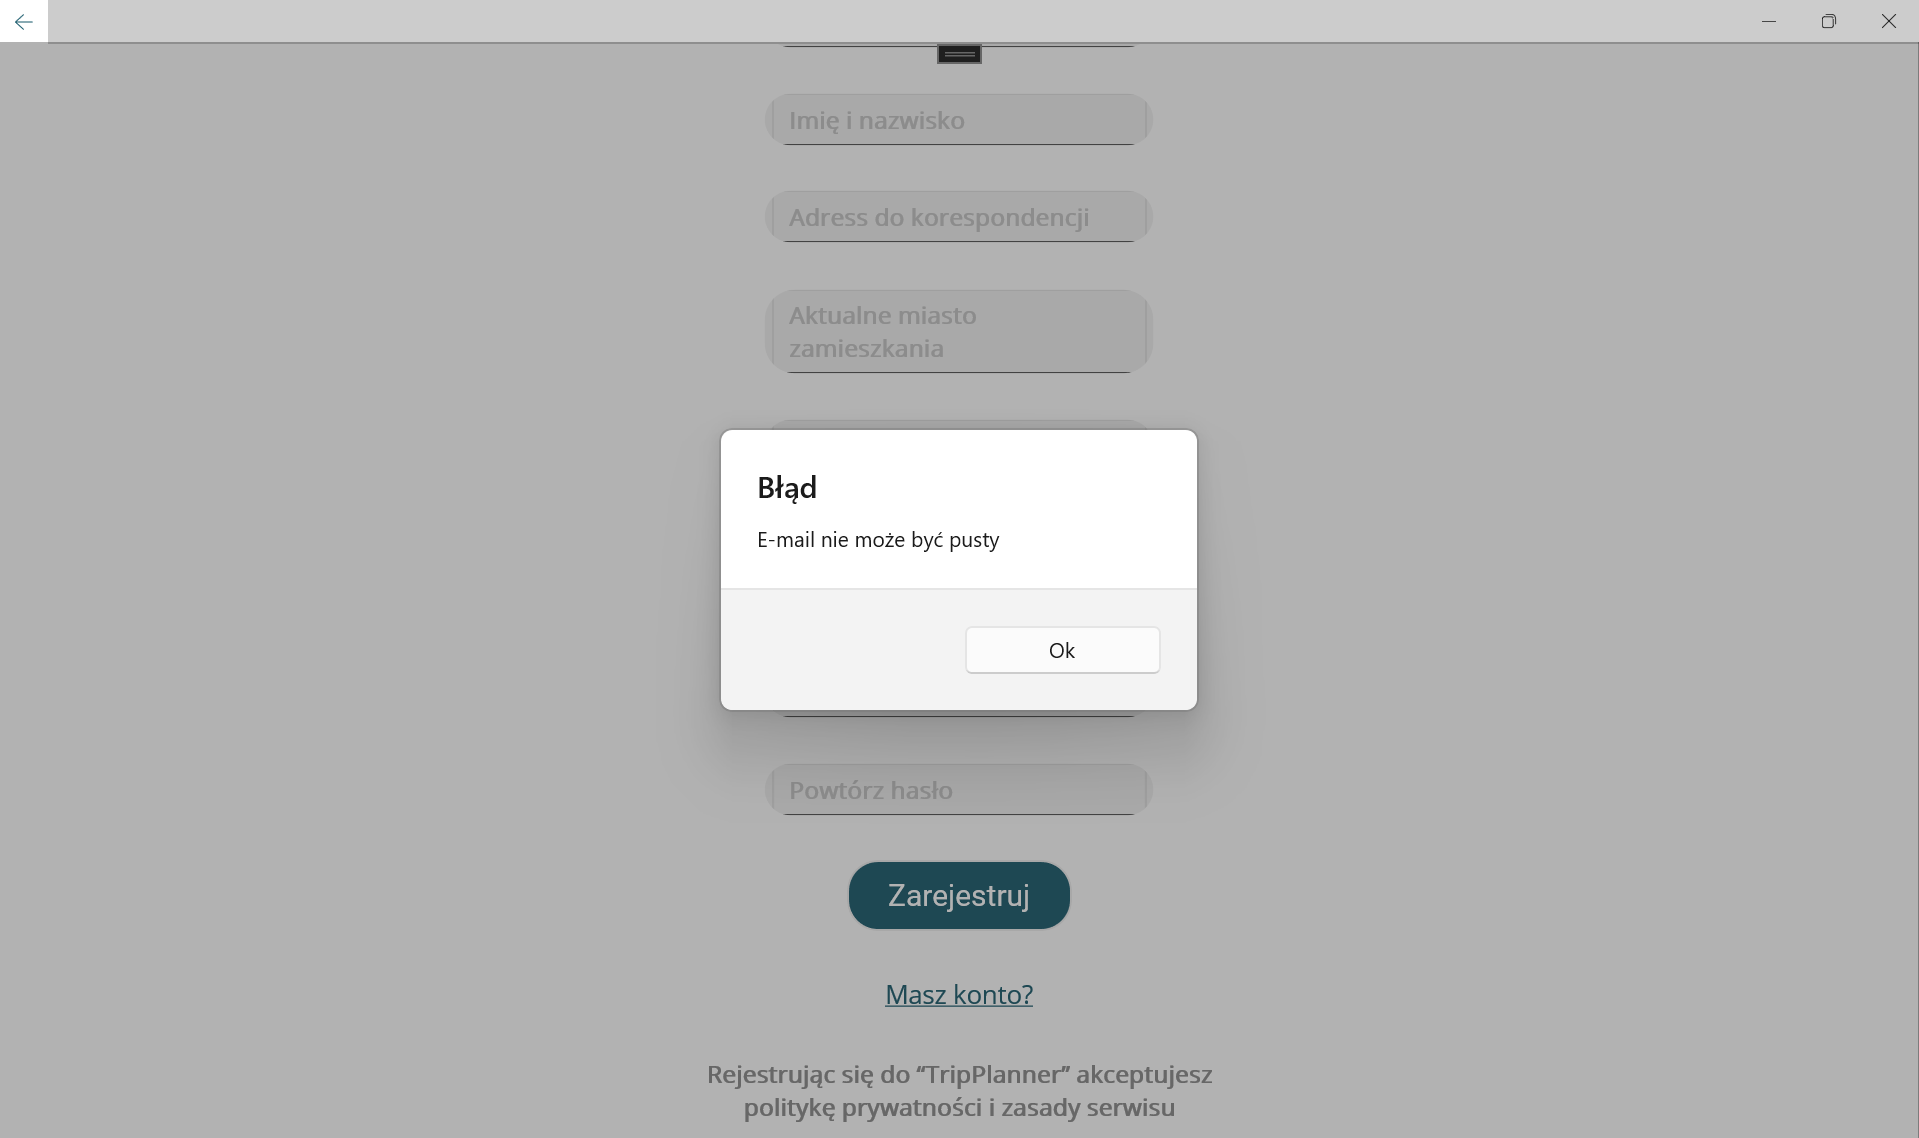 Imię i nazwisko
Adress do korespondencji
Aktualne miasto
zamieszkania
Błąd
E-mail nie może być pusty
Ok
Powtórz hasło
Zarejestruj
Masz konto?
Rejestrując się do “TripPlanner” akceptujesz
politykę prywatności i zasady serwisu